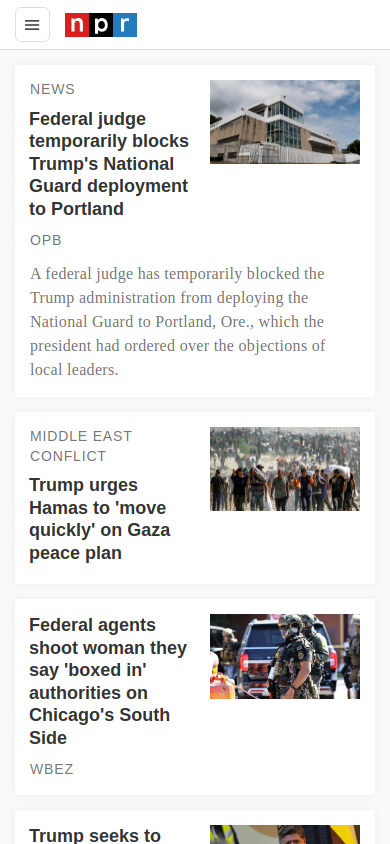 npr
NEWS
Federal judge
temporarily blocks
Trump's National
Guard deployment
to Portland
OPB
A federal judge has temporarily blocked the
Trump administration from deploying the
National Guard to Portland, Ore., which the
president had ordered over the objections of
local leaders.
MIDDLE EAST
CONFLICT
Trump urges
Hamas to 'move
quickly' on Gaza
peace plan
Federal agents
shoot woman they
say 'boxed in'
authorities on
Chicago's South
Side
WBEZ
Trump seeks to